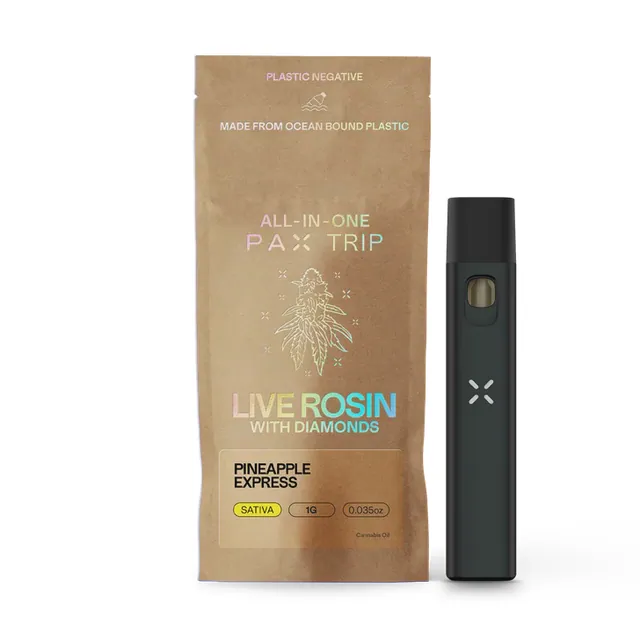 PLASTIC NEGATIVE
MADE FROM OCEAN BOUND PLASTIC
ALL-IN-ONE
PAX TRIP
LIVE ROSIN
WITH DIAMONDS
PINEAPPLE
EXPRESS
SATIVA 1G 0.035oz
Cannabis Oil